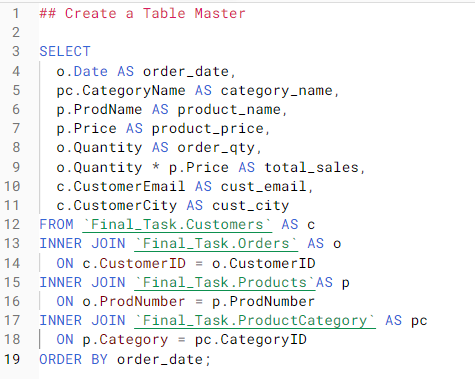 1 ## Create a Table Master
2
3 SELECT
4 o.Date AS order_date,
5 pc.CategoryName AS category_name,
6 p.ProdName AS product_name,
7 p.Price AS product_price,
8 o.Quantity AS order_qty,
9 o.Quantity * p.Price AS total_sales,
10 c.CustomerEmail AS cust_email,
11 c.CustomerCity AS cust_city
12 FROM `Final_Task.Customers` AS c
13 INNER JOIN `Final_Task.Orders` AS o
14 ON c.CustomerID = o.CustomerID
15 INNER JOIN `Final_Task.Products`AS p
16 ON o.ProdNumber = p.ProdNumber
17 INNER JOIN `Final_Task.ProductCategory` AS pc
18 ON p.Category = pc.CategoryID
19 ORDER BY order_date;